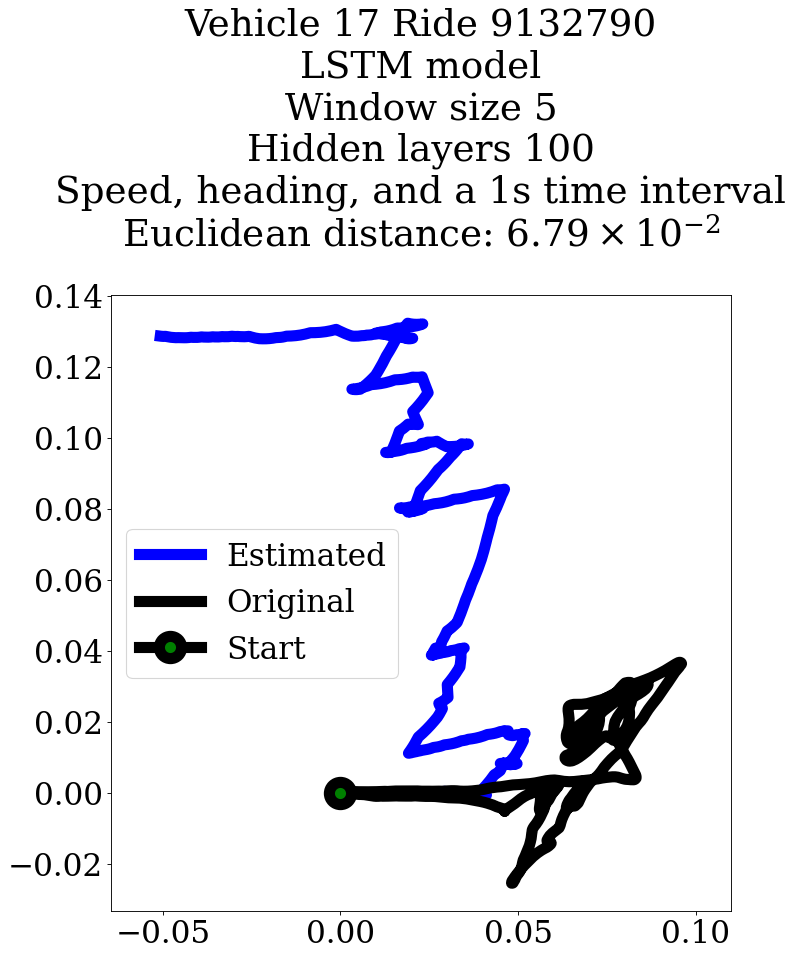 Vehicle 17 Ride 9132790
LSTM model
Window size 5
Hidden layers 100
Speed, heading, and a 1s time interval
Euclidean distance: 6.79 × 10⁻²
0.14
0.12
0.10
0.08
0.06
0.04
0.02
0.00
−0.02
Estimated
Original
Start
−0.05 0.00 0.05 0.10